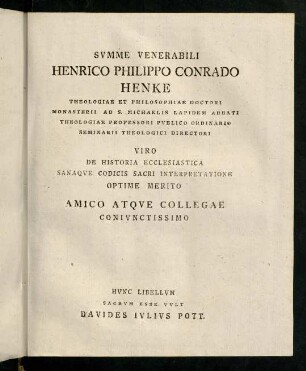 SVMME VENERABILI
HENRICO PHILIPPO CONRADO
HENKE
THEOLOGIAE ET PHILOSOPHIAE DOCTORI
MONASTERII AD S. MICHAELIS LAPIDEM ABBATI
THEOLOGIAE PROFESSORI PVBLICO ORDINARIO
SEMINARII THEOLOGICI DIRECTORI
VIRO
DE HISTORIA ECCLESIASTICA
SANAQVE CODICIS SACRI INTERPRETATIONE
OPTIME MERITO
AMICO ATQVE COLLEGAE
CONIVNCTISSIMO
HVNC LIBELLVM
SACRVM ESSE VVLT
DAVIDES IVLIVS POTT.